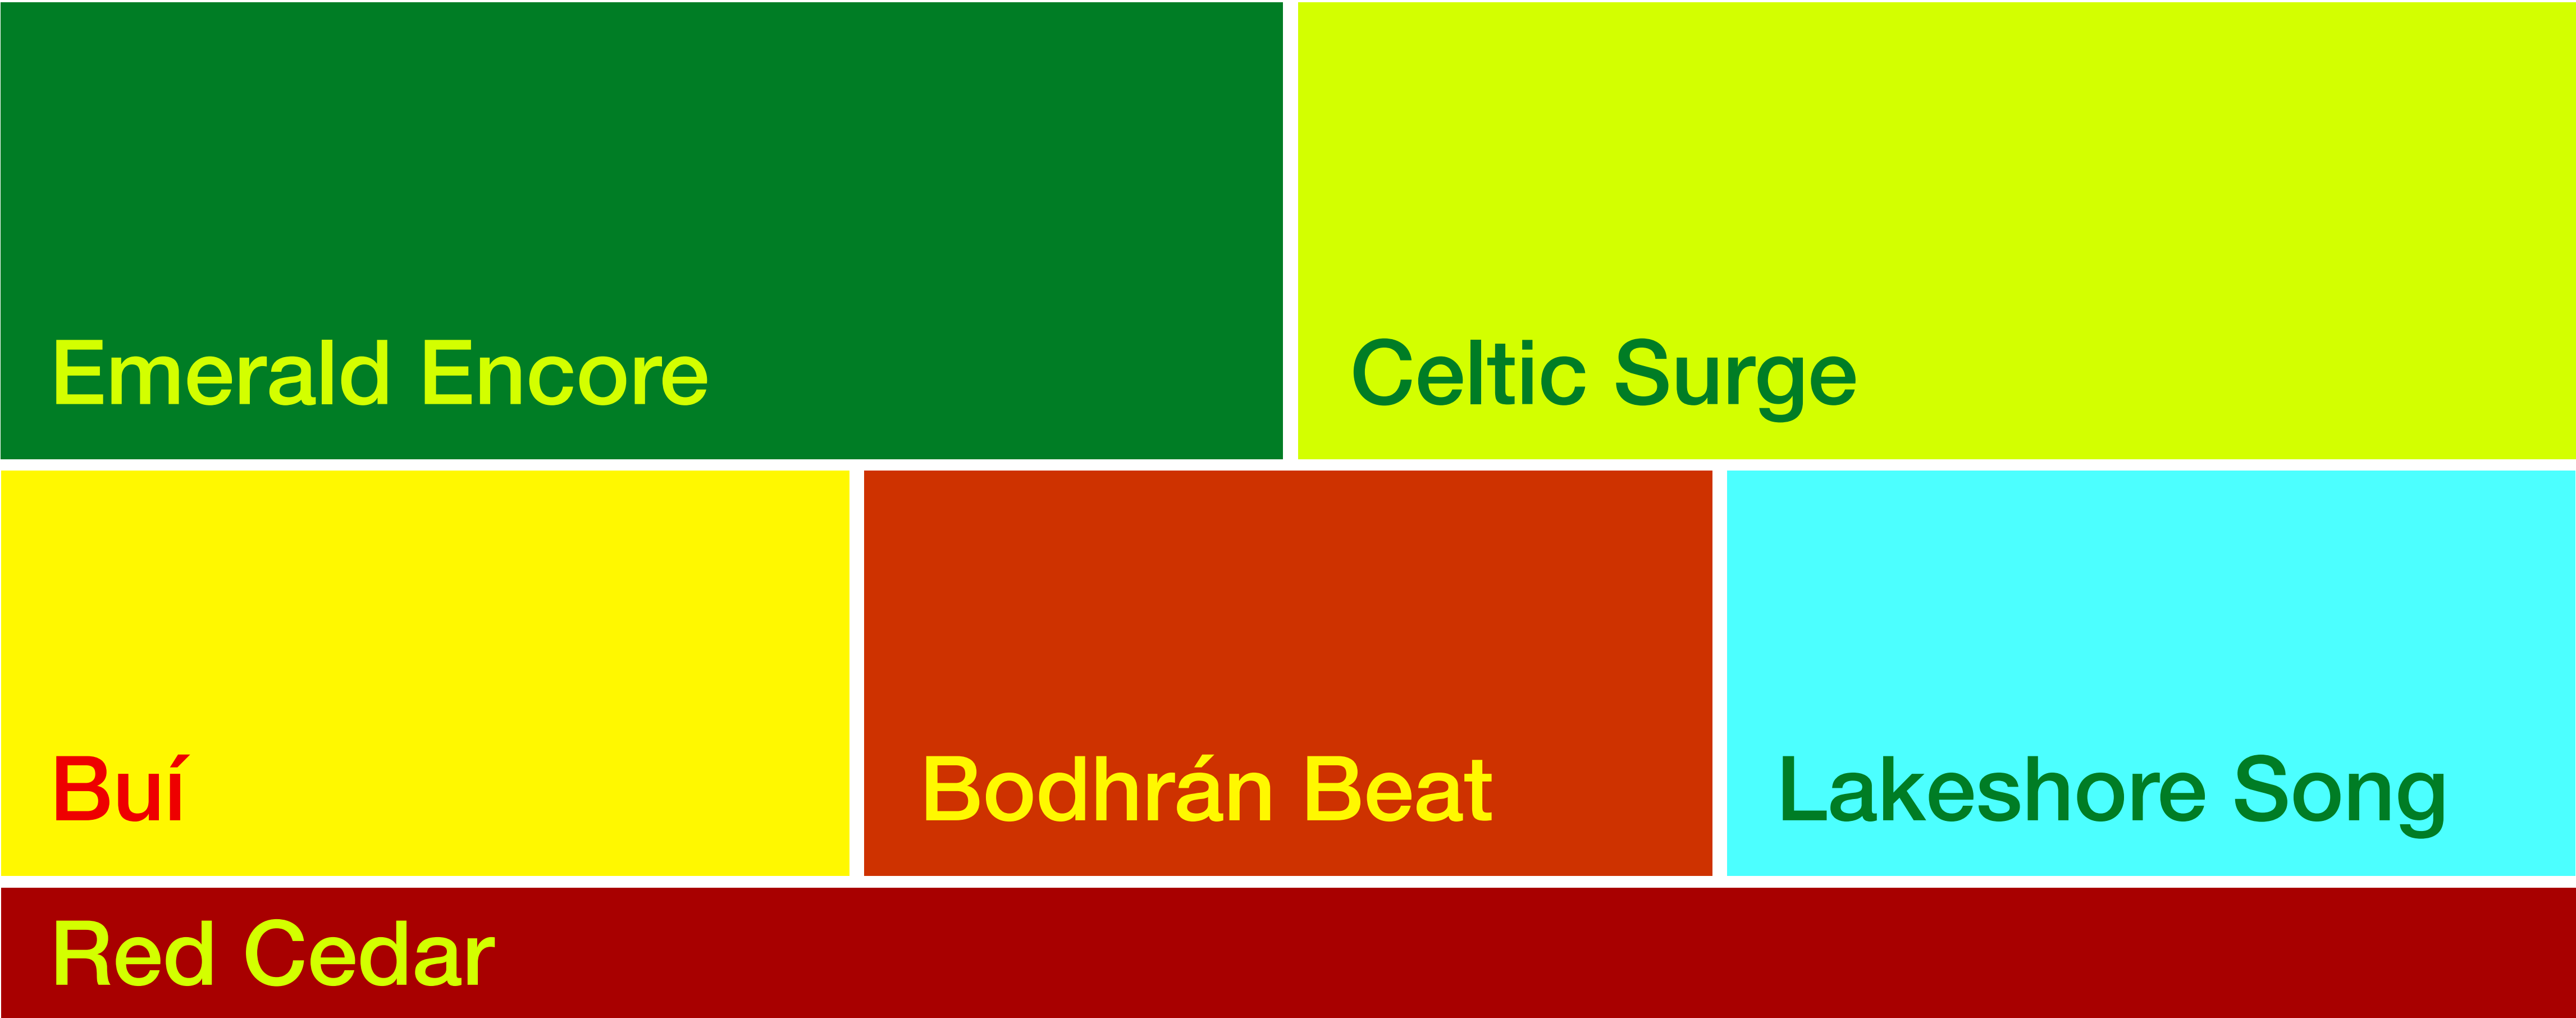 Emerald Encore
Celtic Surge
Buí
Bodhrán Beat
Lakeshore Song
Red Cedar